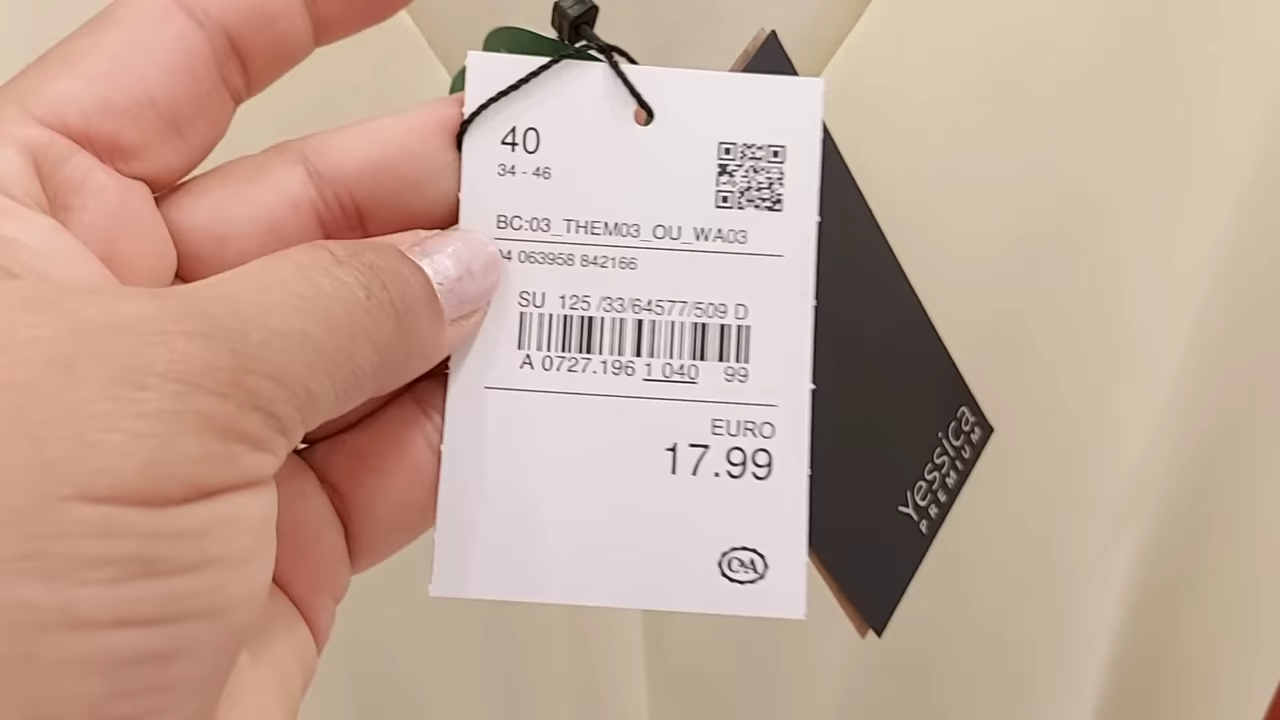 40
34 - 46
BC:03_THEM03_OU_WA03
04 063958 842166
SU 125 /33/64577/509 D
A 0727.196 1 040 99
EURO
17.99
C&A
Yessica
PREMIUM